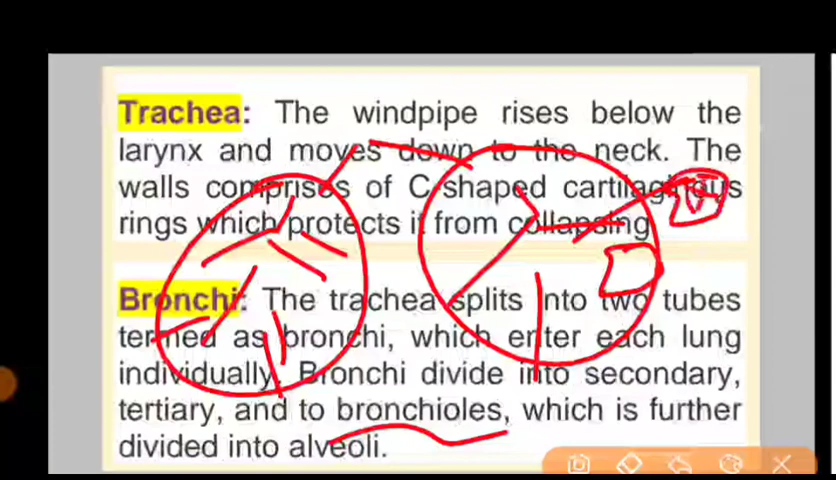 Trachea: The windpipe rises below the
larynx and moves down to the neck. The
walls comprises of C shaped cartilaginous
rings which protects it from collapsing
Bronchi: The trachea splits into two tubes
termed as bronchi, which enter each lung
individually. Bronchi divide into secondary,
tertiary, and to bronchioles, which is further
divided into alveoli.